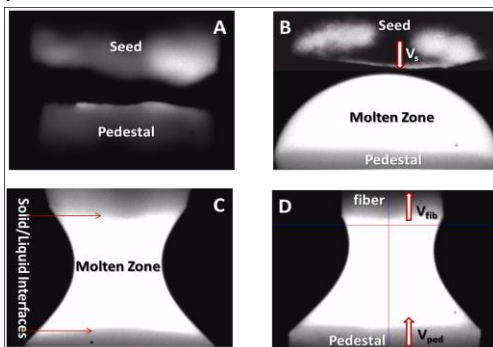 A
Seed
Pedestal
B
Seed
Vs
Molten Zone
Pedestal
C
Solid/Liquid Interfaces
Molten Zone
D
fiber
Vfib
Pedestal
Vped